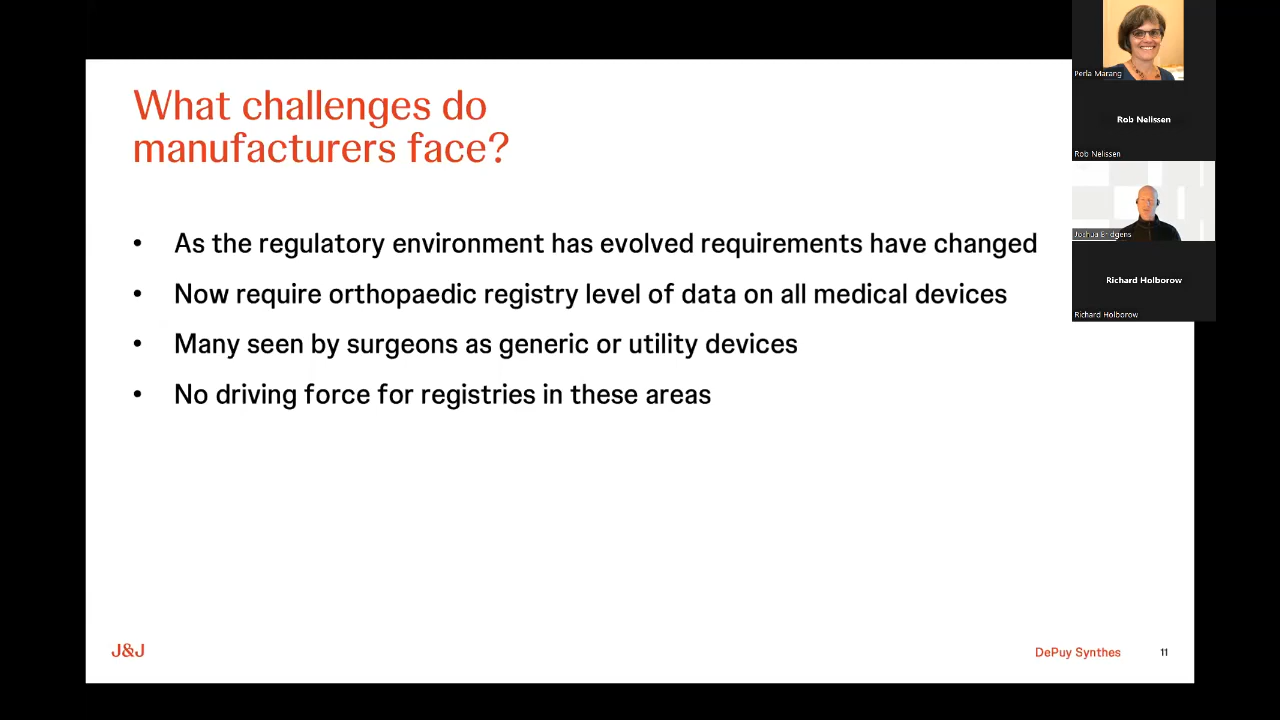 What challenges do
manufacturers face?
• As the regulatory environment has evolved requirements have changed
• Now require orthopaedic registry level of data on all medical devices
• Many seen by surgeons as generic or utility devices
• No driving force for registries in these areas
J&J
DePuy Synthes
11
Perla Marang
Rob Nelissen
Rob Nelissen
Joshua Bridgens
Richard Holborow
Richard Holborow